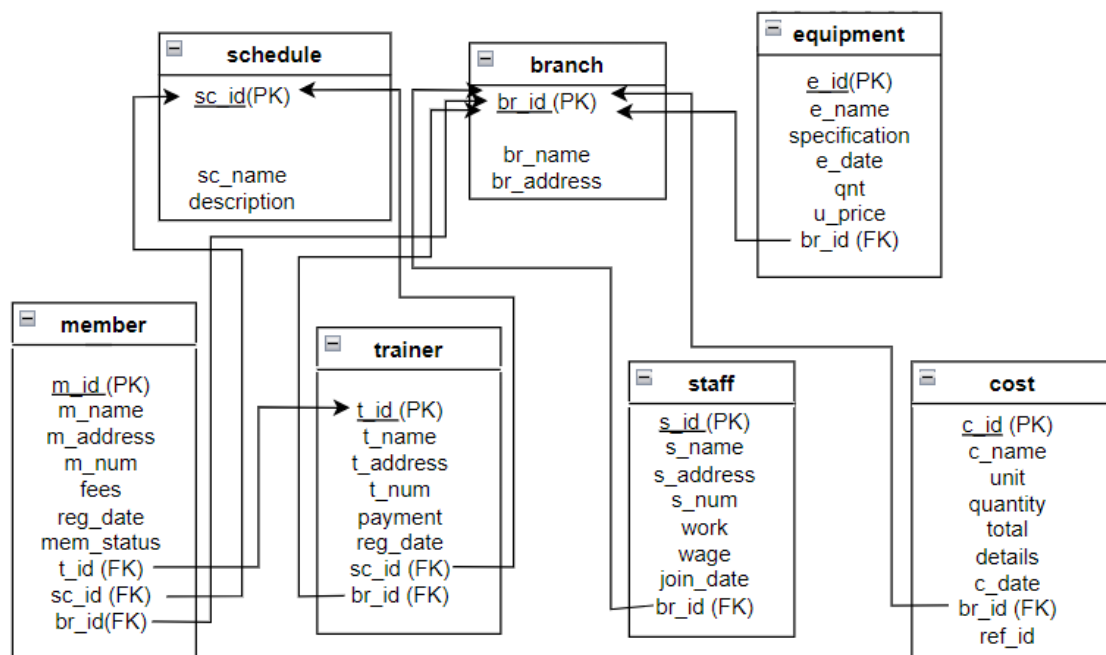 schedule
sc_id(PK)
sc_name
description
branch
br_id (PK)
br_name
br_address
equipment
e_id(PK)
e_name
specification
e_date
qnt
u_price
br_id (FK)
member
m_id (PK)
m_name
m_address
m_num
fees
reg_date
mem_status
t_id (FK)
sc_id (FK)
br_id(FK)
trainer
t_id (PK)
t_name
t_address
t_num
payment
reg_date
sc_id (FK)
br_id (FK)
staff
s_id (PK)
s_name
s_address
s_num
work
wage
join_date
br_id (FK)
cost
c_id (PK)
c_name
unit
quantity
total
details
c_date
br_id (FK)
ref_id